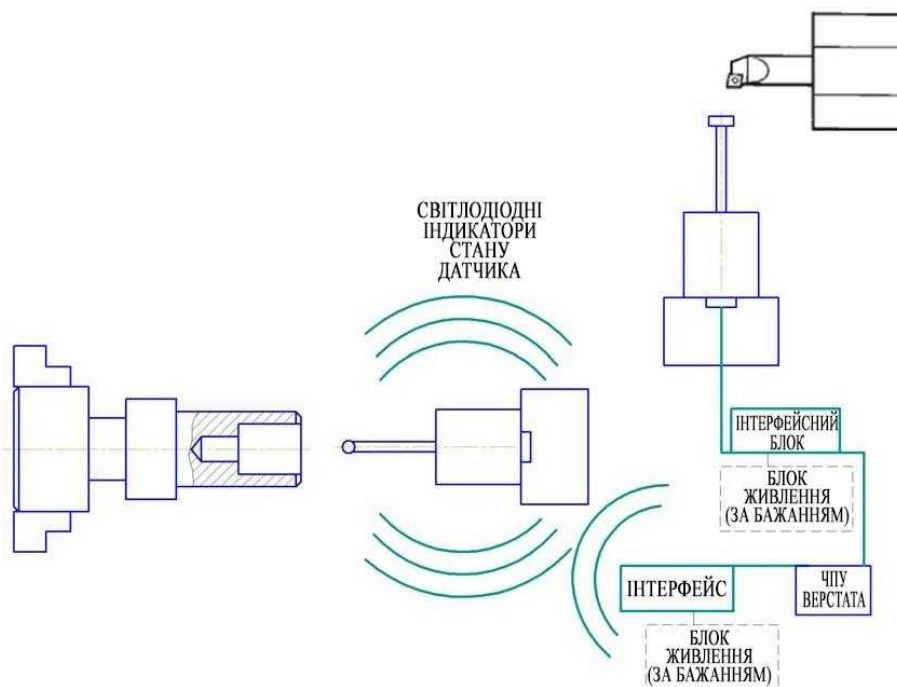 СВІТЛОДІОДНІ
ІНДИКАТОРИ
СТАНУ
ДАТЧИКА
ІНТЕРФЕЙСНИЙ
БЛОК
БЛОК
ЖИВЛЕННЯ
(ЗА БАЖАННЯМ)
ІНТЕРФЕЙС
ЧПУ
ВЕРСТАТА
БЛОК
ЖИВЛЕННЯ
(ЗА БАЖАННЯМ)